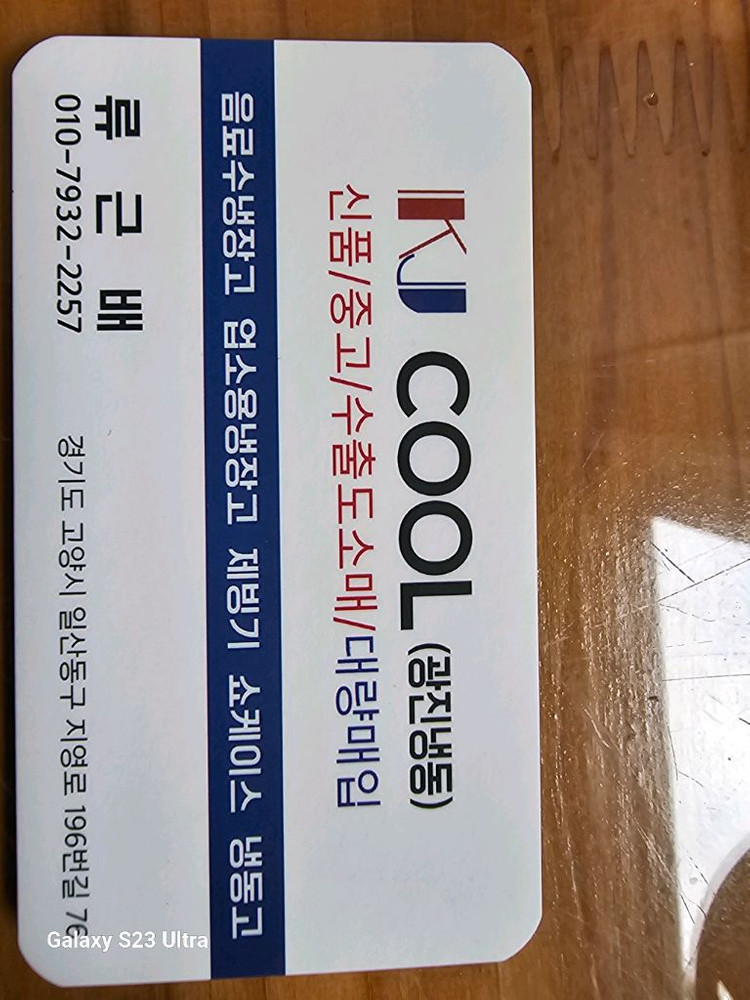 KJ COOL (광진냉동)
신품/중고/수출도소매/대량매입
음료수냉장고 업소용냉장고 제빙기 쇼케이스 냉동고
류근배
010-7932-2257
경기도 고양시 일산동구 지영로 196번길 76
Galaxy S23 Ultra